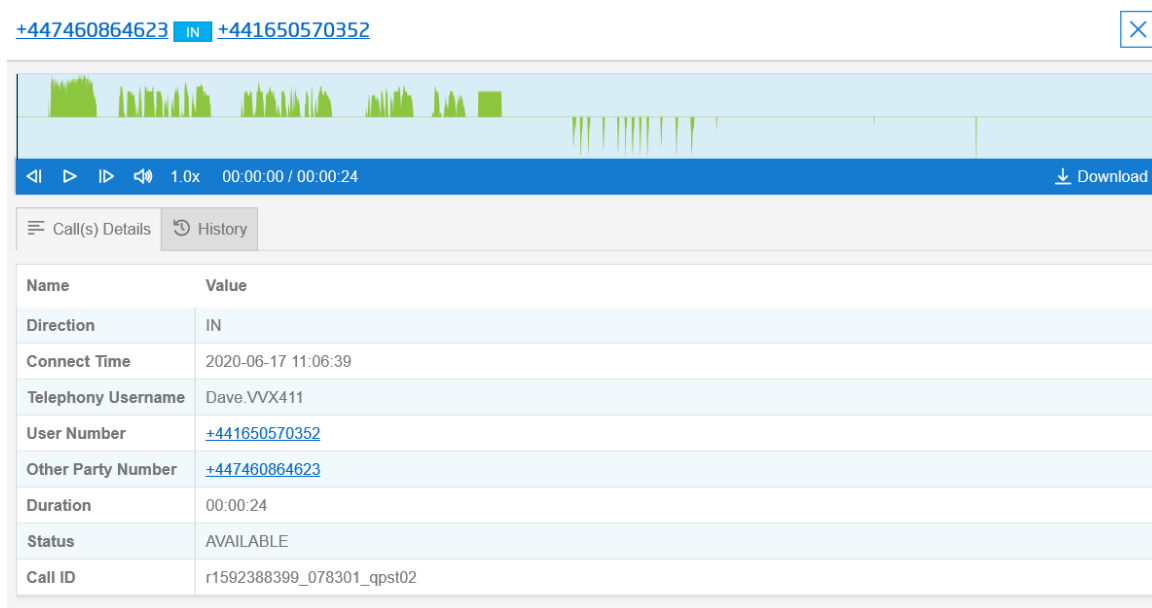 +447460864623 IN +441650570352
1.0x 00:00:00 / 00:00:24 Download
Call(s) Details History
Name Value
Direction IN
Connect Time 2020-06-17 11:06:39
Telephony Username Dave.VVX411
User Number +441650570352
Other Party Number +447460864623
Duration 00:00:24
Status AVAILABLE
Call ID r1592388399_078301_qpst02